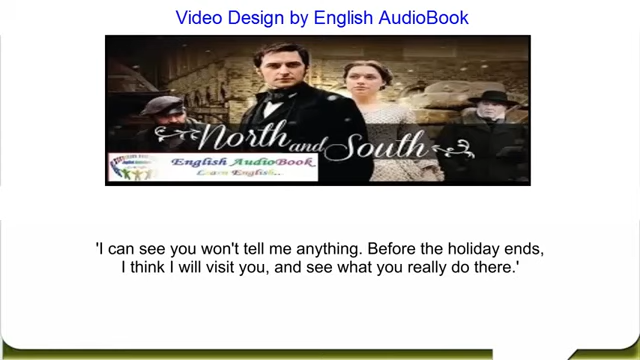 Video Design by English AudioBook
North and South
English AudioBook
Learn English...
'I can see you won't tell me anything. Before the holiday ends,
I think I will visit you, and see what you really do there.'